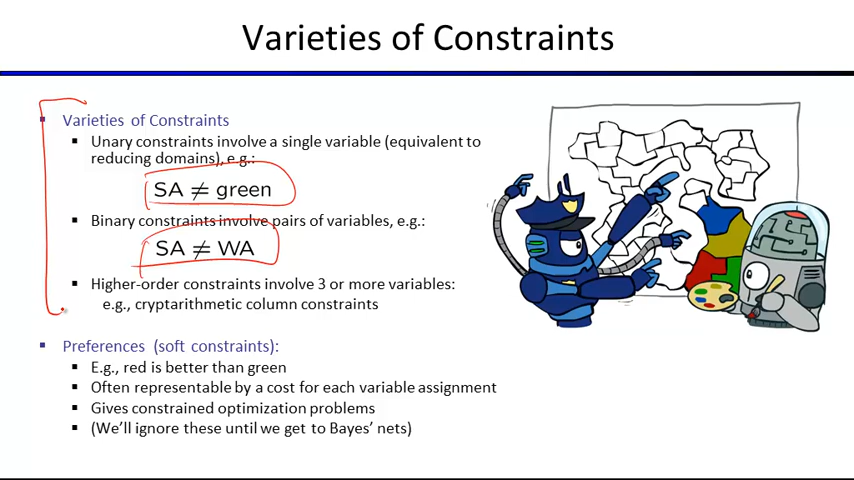 Varieties of Constraints
▪ Varieties of Constraints
▪ Unary constraints involve a single variable (equivalent to
reducing domains), e.g.:
SA ≠ green
▪ Binary constraints involve pairs of variables, e.g.:
SA ≠ WA
▪ Higher-order constraints involve 3 or more variables:
e.g., cryptarithmetic column constraints
▪ Preferences (soft constraints):
▪ E.g., red is better than green
▪ Often representable by a cost for each variable assignment
▪ Gives constrained optimization problems
▪ (We'll ignore these until we get to Bayes' nets)